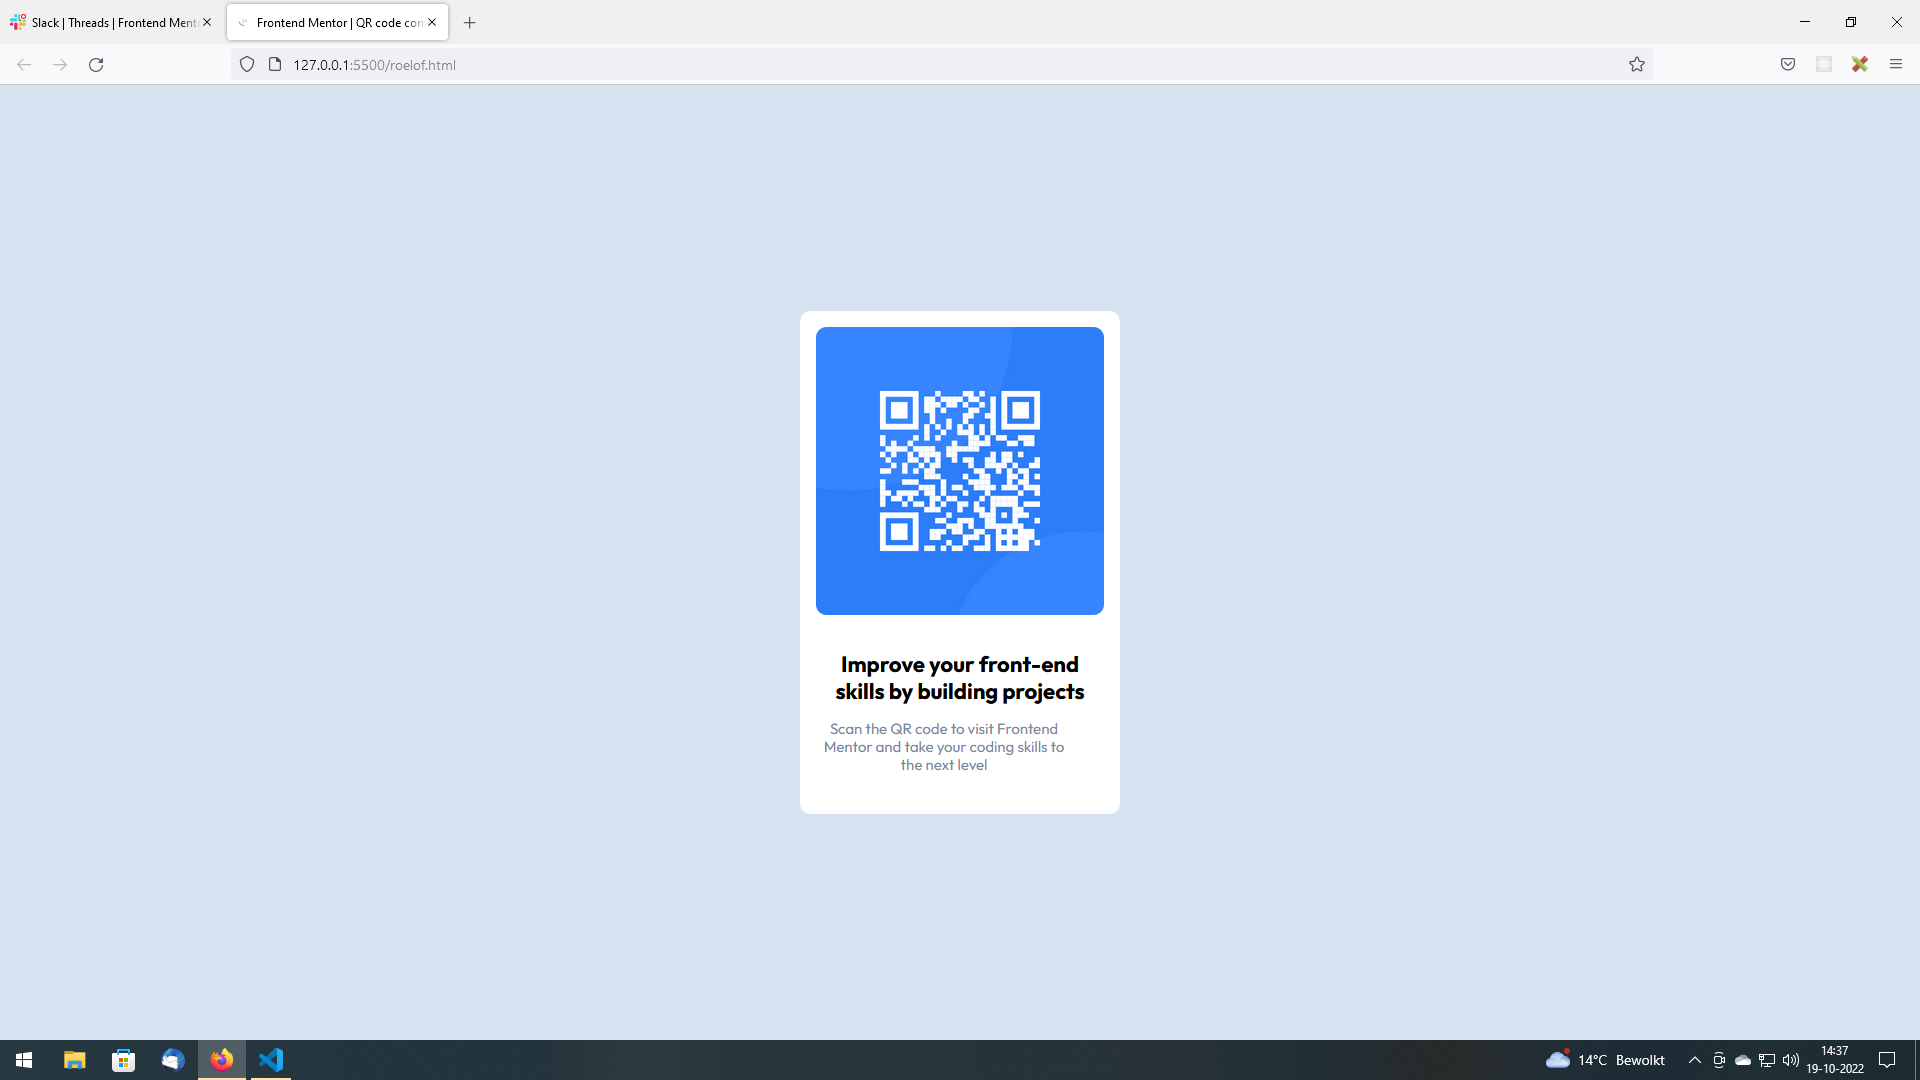 Slack | Threads | Frontend Ment
Frontend Mentor | QR code con
127.0.0.1:5500/roelof.html
Improve your front-end
skills by building projects
Scan the QR code to visit Frontend
Mentor and take your coding skills to
the next level
14°C Bewolkt
14:37
19-10-2022